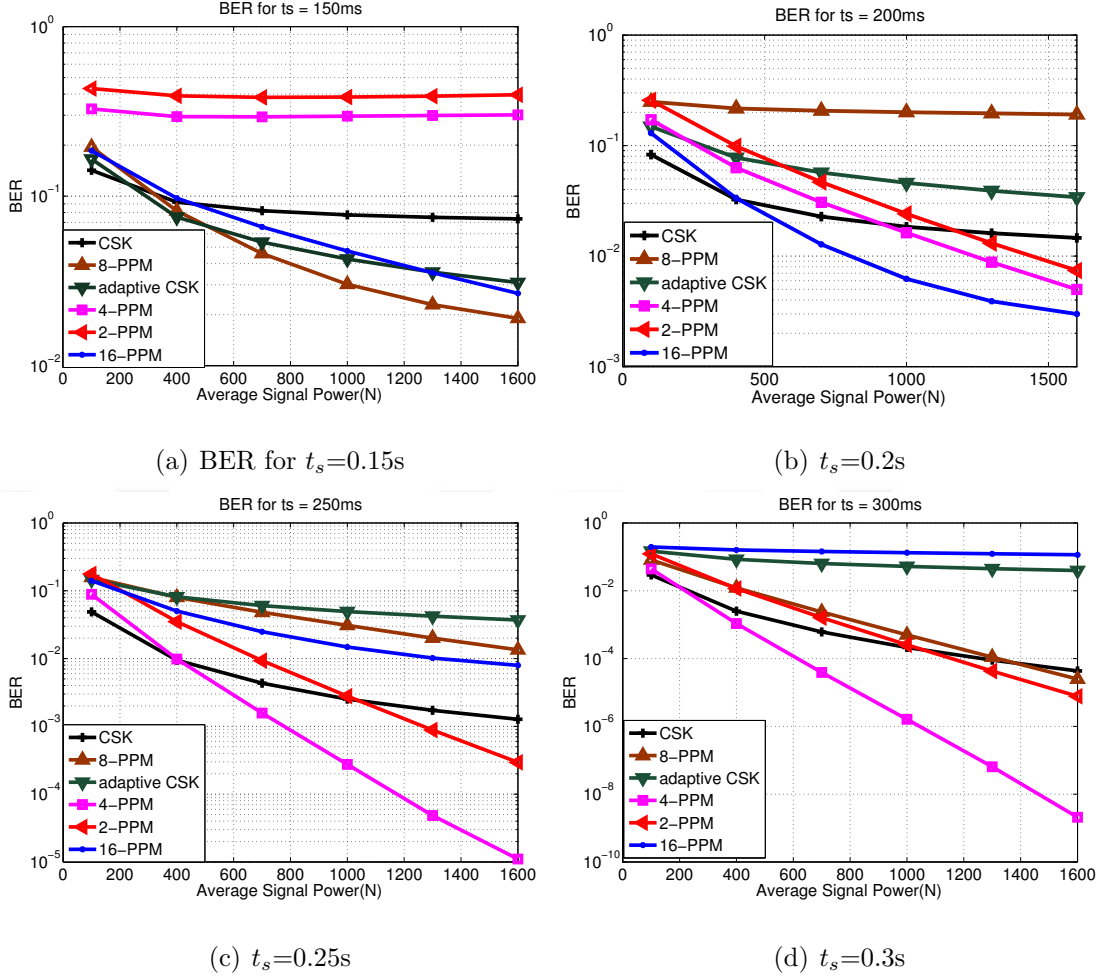 BER for ts = 150ms
10^0
10^-1
10^-2
BER
0 200 400 600 800 1000 1200 1400 1600
Average Signal Power(N)
CSK
8-PPM
adaptive CSK
4-PPM
2-PPM
16-PPM
(a) BER for t_s=0.15s
BER for ts = 200ms
10^0
10^-1
10^-2
10^-3
BER
0 500 1000 1500
Average Signal Power(N)
CSK
8-PPM
adaptive CSK
4-PPM
2-PPM
16-PPM
(b) t_s=0.2s
BER for ts = 250ms
10^0
10^-1
10^-2
10^-3
10^-4
10^-5
BER
0 200 400 600 800 1000 1200 1400 1600
Average Signal Power(N)
CSK
8-PPM
adaptive CSK
4-PPM
2-PPM
16-PPM
(c) t_s=0.25s
BER for ts = 300ms
10^0
10^-2
10^-4
10^-6
10^-8
10^-10
BER
0 200 400 600 800 1000 1200 1400 1600
Average Signal Power(N)
CSK
8-PPM
adaptive CSK
4-PPM
2-PPM
16-PPM
(d) t_s=0.3s